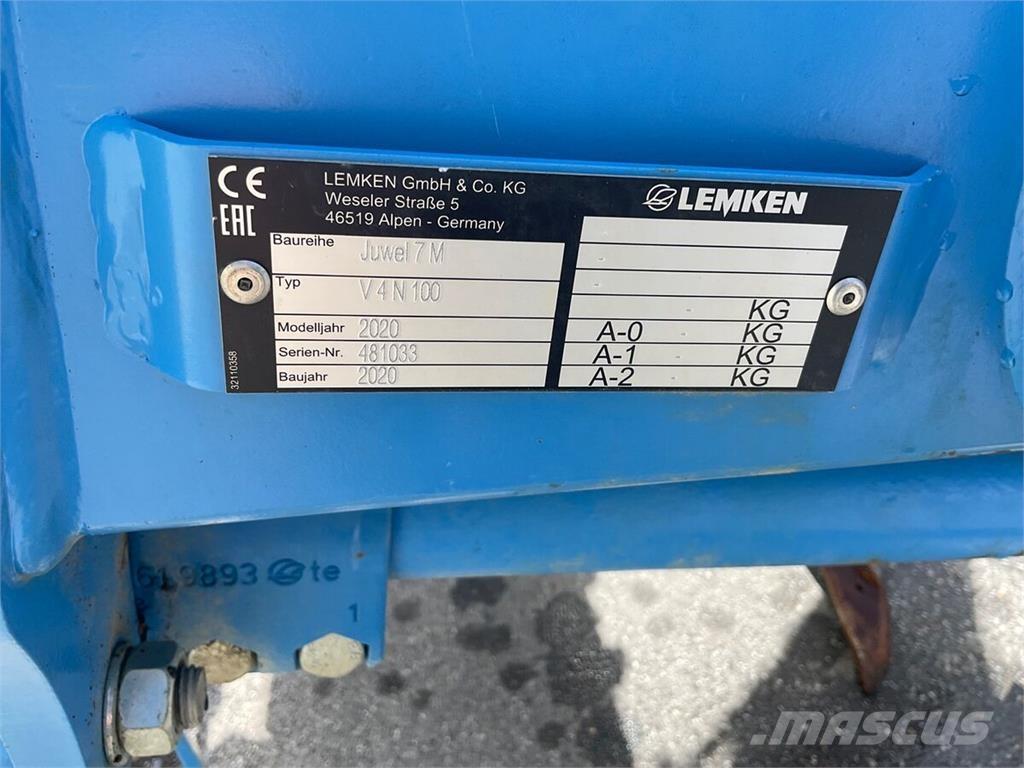 CE
EAC
LEMKEN GmbH & Co. KG
Weseler Straße 5
46519 Alpen - Germany
LEMKEN
Baureihe Juwel 7 M
Typ V 4 N 100
Modelljahr 2020
Serien-Nr. 481033
Baujahr 2020
-
-
- KG
A-0 - KG
A-1 - KG
A-2 - KG
32110358
619893 te
1
MASCUS